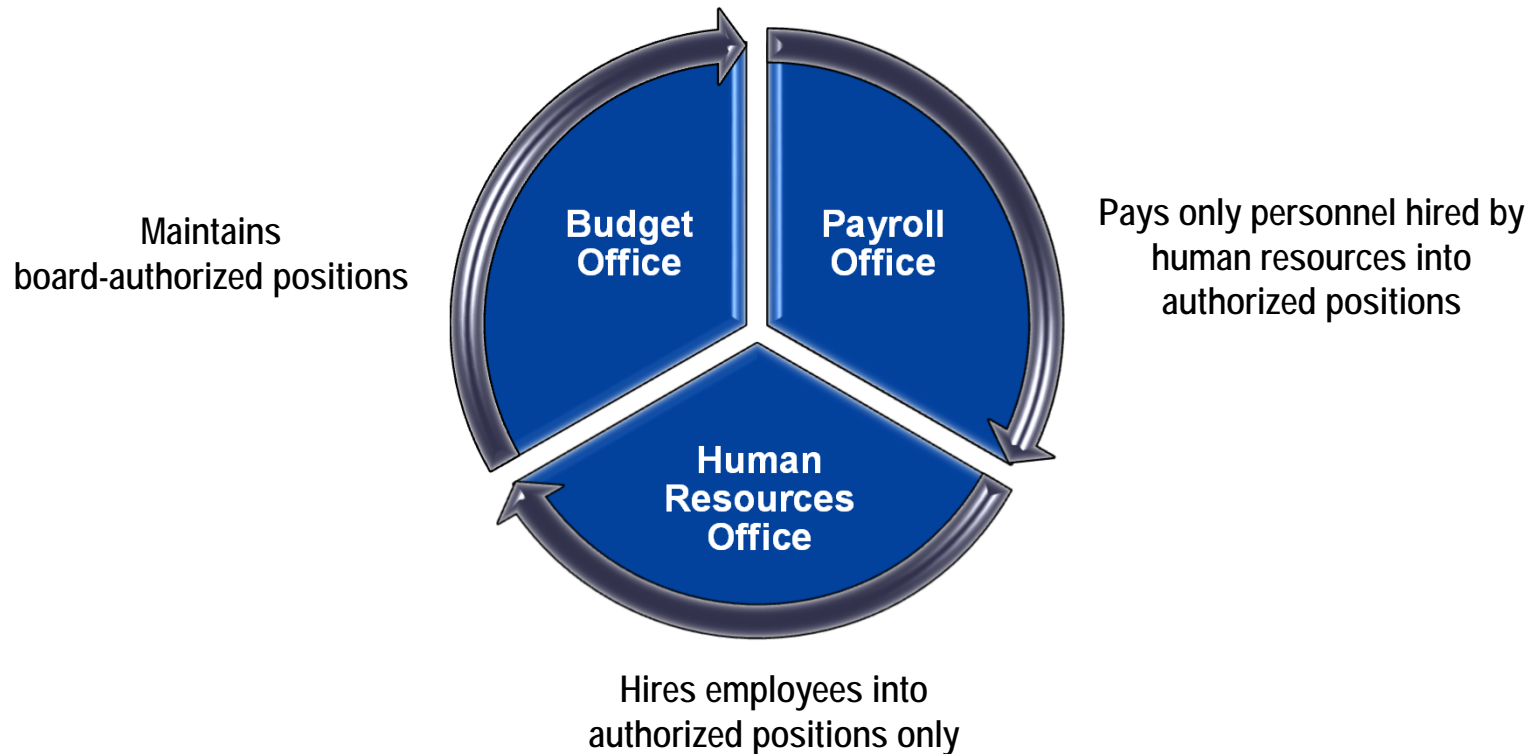 Maintains
board-authorized positions
Budget
Office
Payroll
Office
Pays only personnel hired by
human resources into
authorized positions
Human
Resources
Office
Hires employees into
authorized positions only